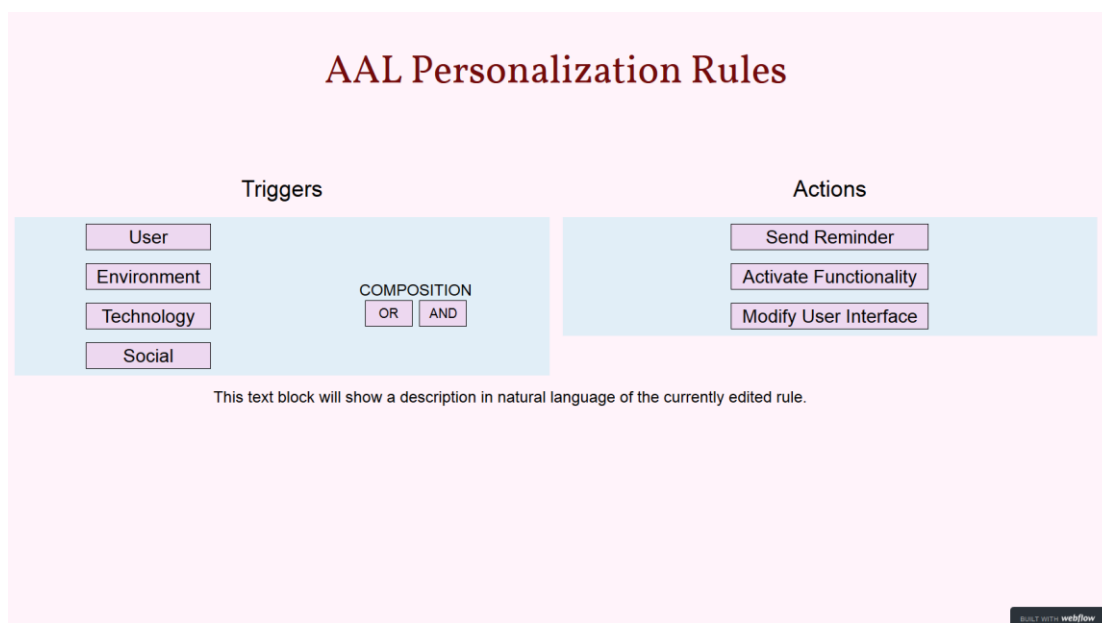 AAL Personalization Rules
Triggers
Actions
User
Environment
Technology
Social
COMPOSITION
OR AND
Send Reminder
Activate Functionality
Modify User Interface
This text block will show a description in natural language of the currently edited rule.
BUILT WITH webflow